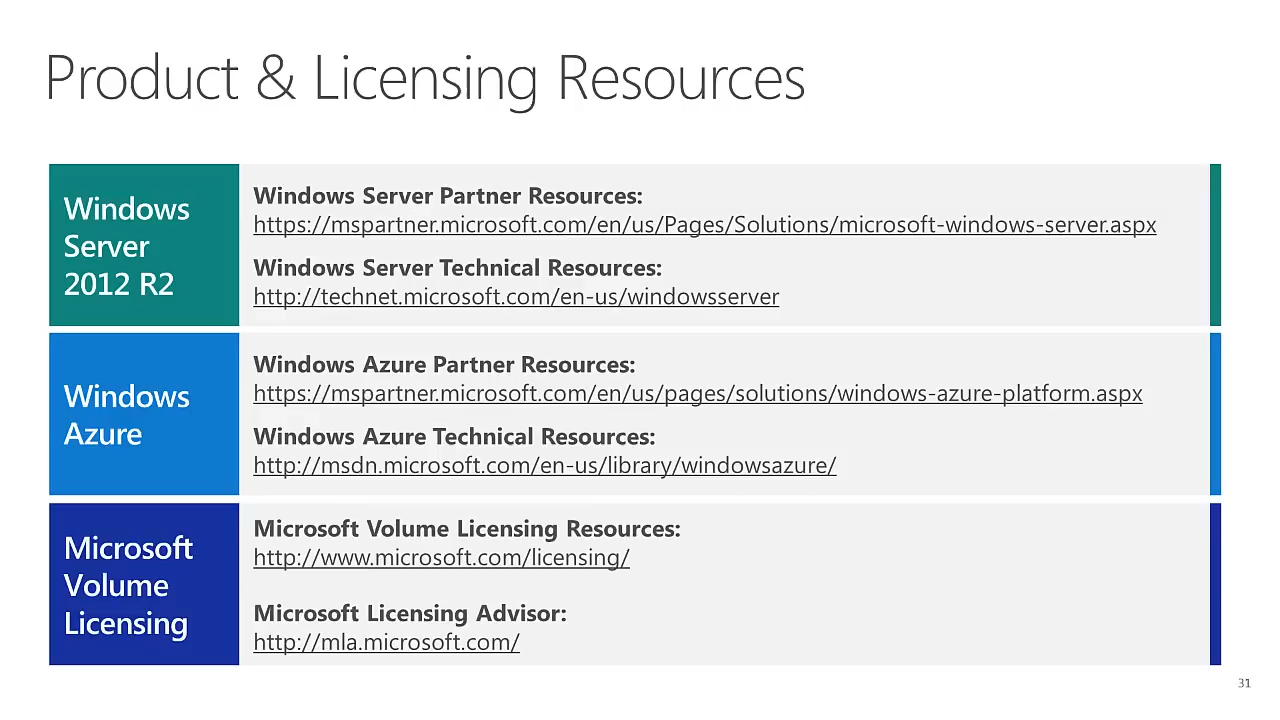 Product & Licensing Resources
Windows
Server
2012 R2
Windows Server Partner Resources:
https://mspartner.microsoft.com/en/us/Pages/Solutions/microsoft-windows-server.aspx
Windows Server Technical Resources:
http://technet.microsoft.com/en-us/windowsserver
Windows
Azure
Windows Azure Partner Resources:
https://mspartner.microsoft.com/en/us/pages/solutions/windows-azure-platform.aspx
Windows Azure Technical Resources:
http://msdn.microsoft.com/en-us/library/windowsazure/
Microsoft
Volume
Licensing
Microsoft Volume Licensing Resources:
http://www.microsoft.com/licensing/
Microsoft Licensing Advisor:
http://mla.microsoft.com/
31